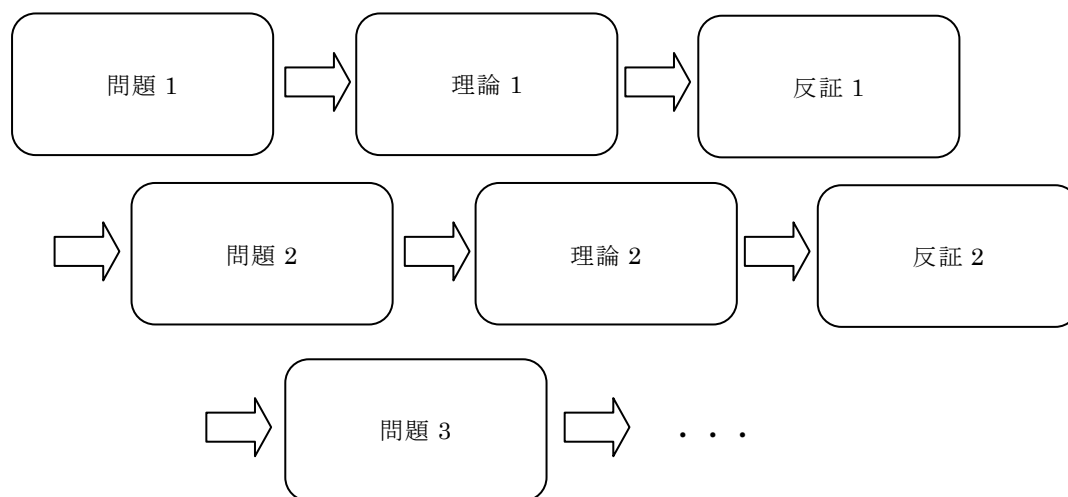 問題 1 理論 1 反証 1
問題 2 理論 2 反証 2
問題 3 ・・・